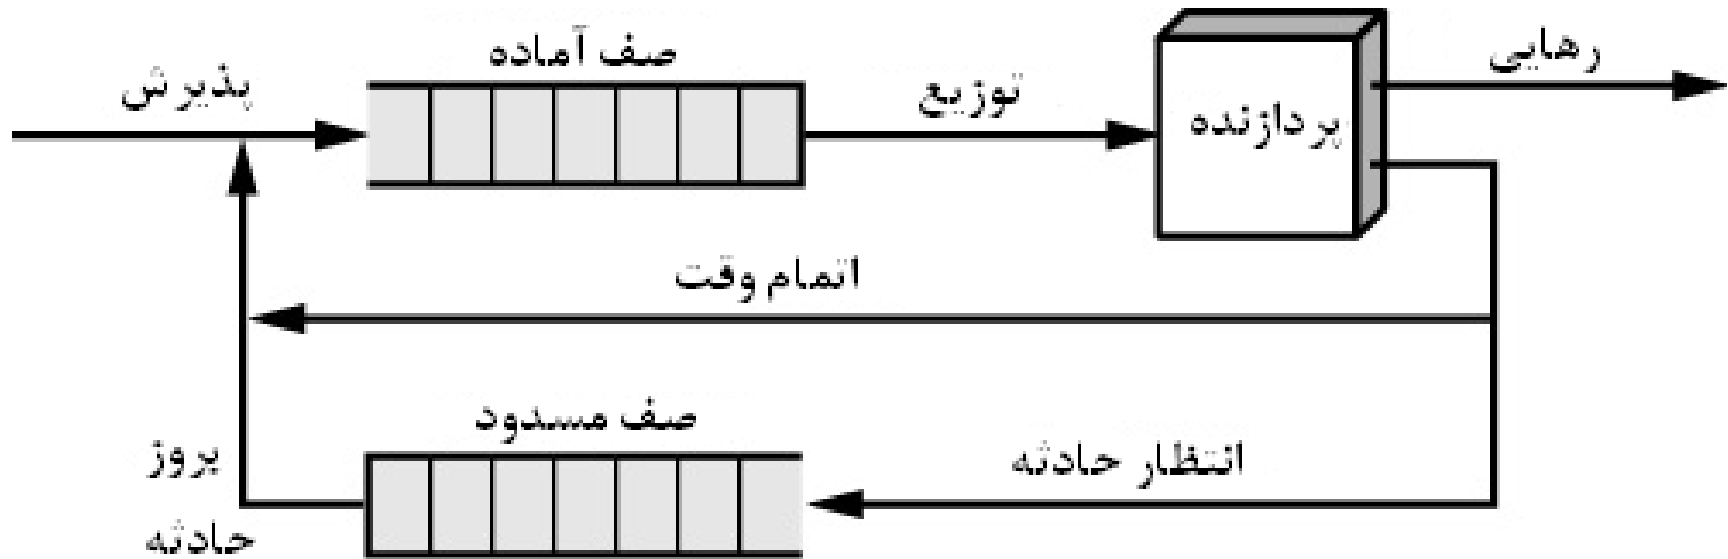 صف آماده
پذیرش
توزیع
پردازنده
رهایی
اتمام وقت
صف مسدود
انتظار حادثه
بروز
حادثه